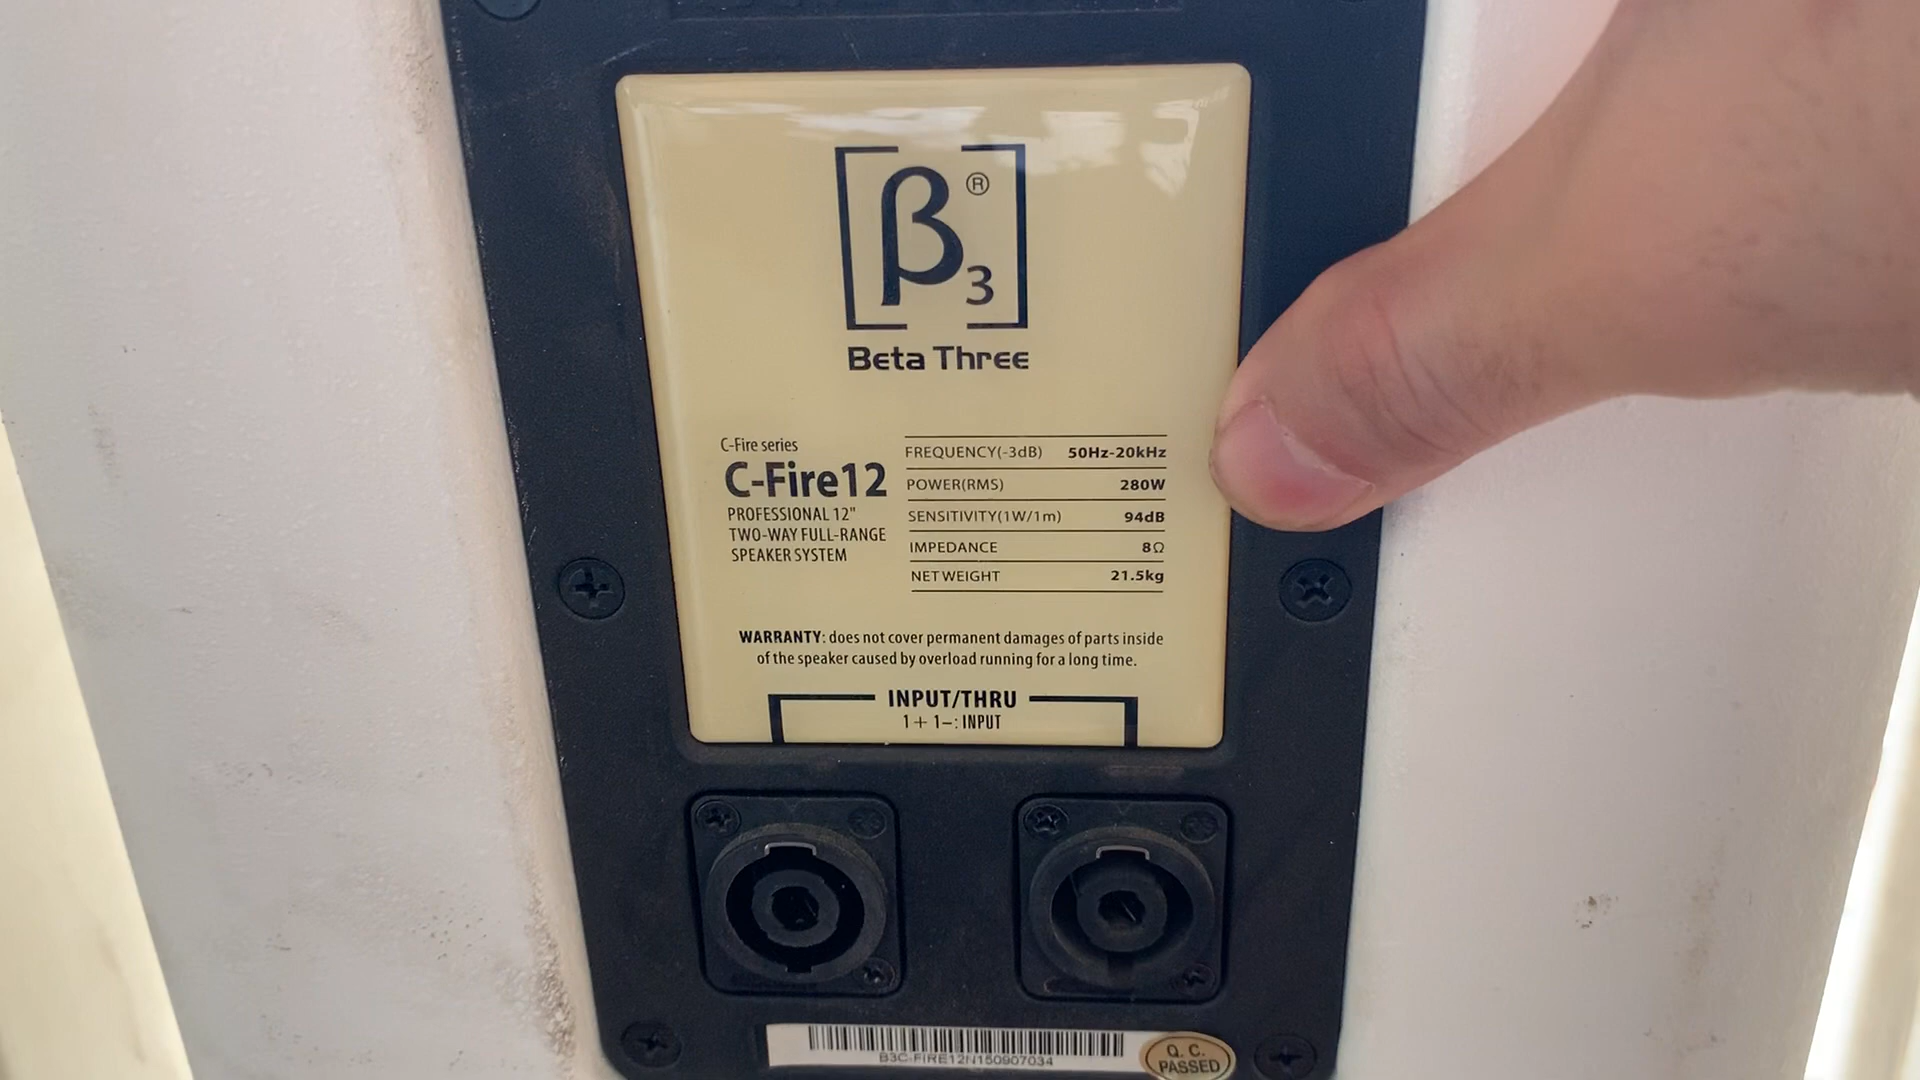 β3®
Beta Three
C-Fire series
C-Fire12
PROFESSIONAL 12"
TWO-WAY FULL-RANGE
SPEAKER SYSTEM
FREQUENCY(-3dB) 50Hz-20kHz
POWER(RMS) 280W
SENSITIVITY(1W/1m) 94dB
IMPEDANCE 8Ω
NET WEIGHT 21.5kg
WARRANTY: does not cover permanent damages of parts inside
of the speaker caused by overload running for a long time.
INPUT/THRU
1+ 1-: INPUT
B3C-FIRE12N150907034
Q. C.
PASSED